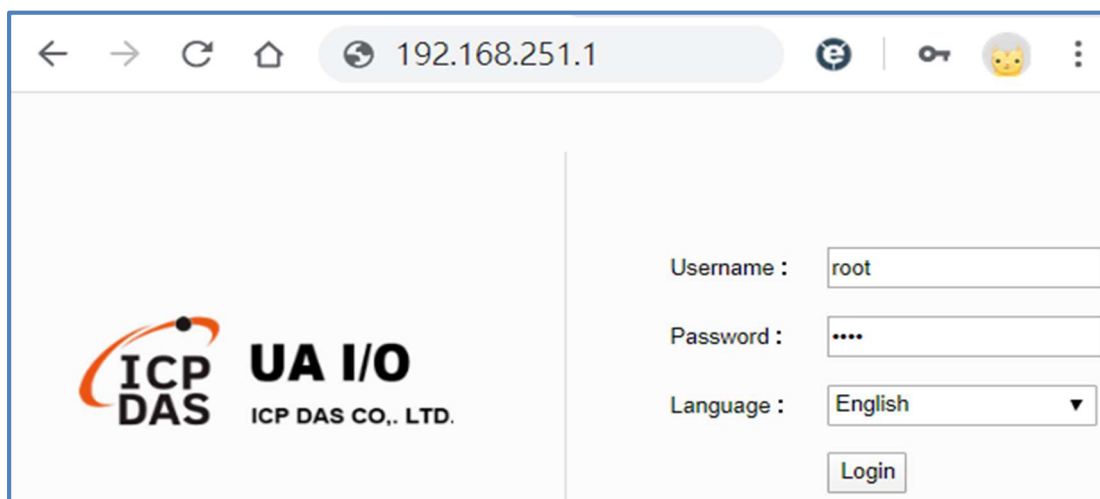 192.168.251.1
Username :
root
Password :
••••
Language :
English
Login
ICP
DAS
UA I/O
ICP DAS CO,. LTD.